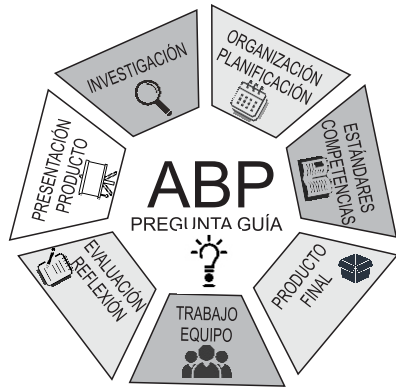 INVESTIGACIÓN
ORGANIZACIÓN
PLANIFICACIÓN
ESTÁNDARES
COMPETENCIAS
PRODUCTO
FINAL
TRABAJO
EQUIPO
EVALUACIÓN
REFLEXIÓN
PRESENTACIÓN
PRODUCTO
ABP
PREGUNTA GUÍA